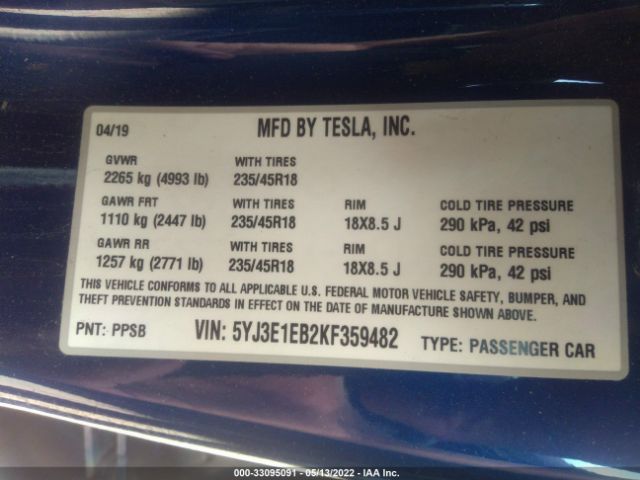 04/19 MFD BY TESLA, INC.
GVWR WITH TIRES
2265 kg (4993 lb) 235/45R18
GAWR FRT WITH TIRES RIM COLD TIRE PRESSURE
1110 kg (2447 lb) 235/45R18 18X8.5 J 290 kPa, 42 psi
GAWR RR WITH TIRES RIM COLD TIRE PRESSURE
1257 kg (2771 lb) 235/45R18 18X8.5 J 290 kPa, 42 psi
THIS VEHICLE CONFORMS TO ALL APPLICABLE U.S. FEDERAL MOTOR VEHICLE SAFETY, BUMPER, AND
THEFT PREVENTION STANDARDS IN EFFECT ON THE DATE OF MANUFACTURE SHOWN ABOVE.
PNT: PPSB VIN: 5YJ3E1EB2KF359482 TYPE: PASSENGER CAR
000-33095091 - 05/13/2022 - IAA Inc.